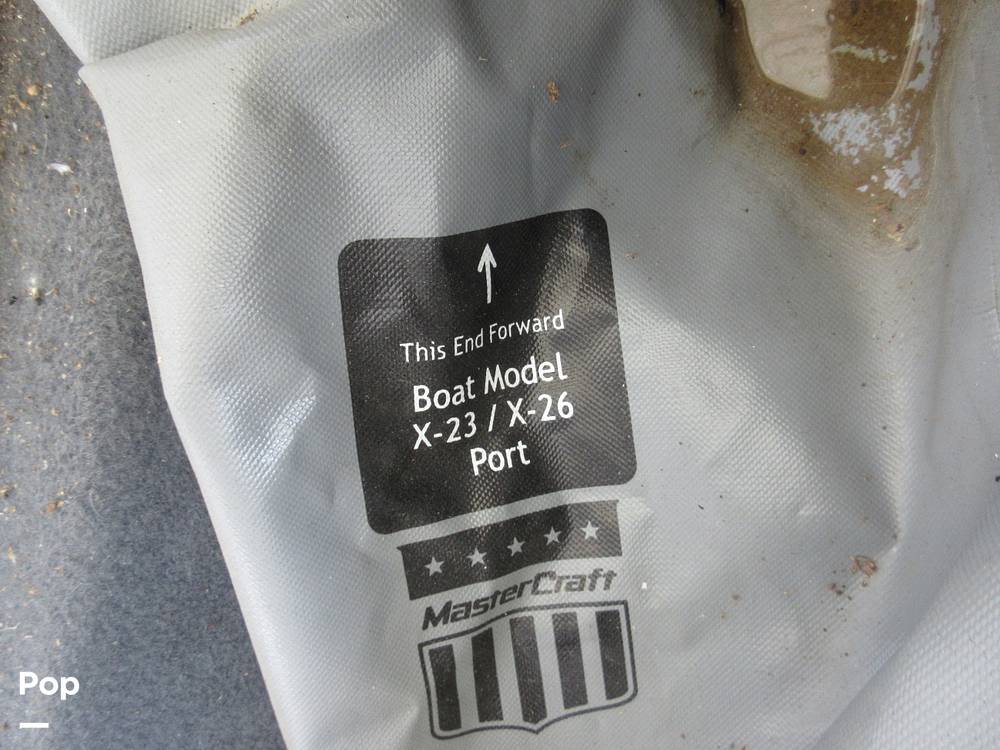 This End Forward
Boat Model
X-23 / X-26
Port
MasterCraft
Pop